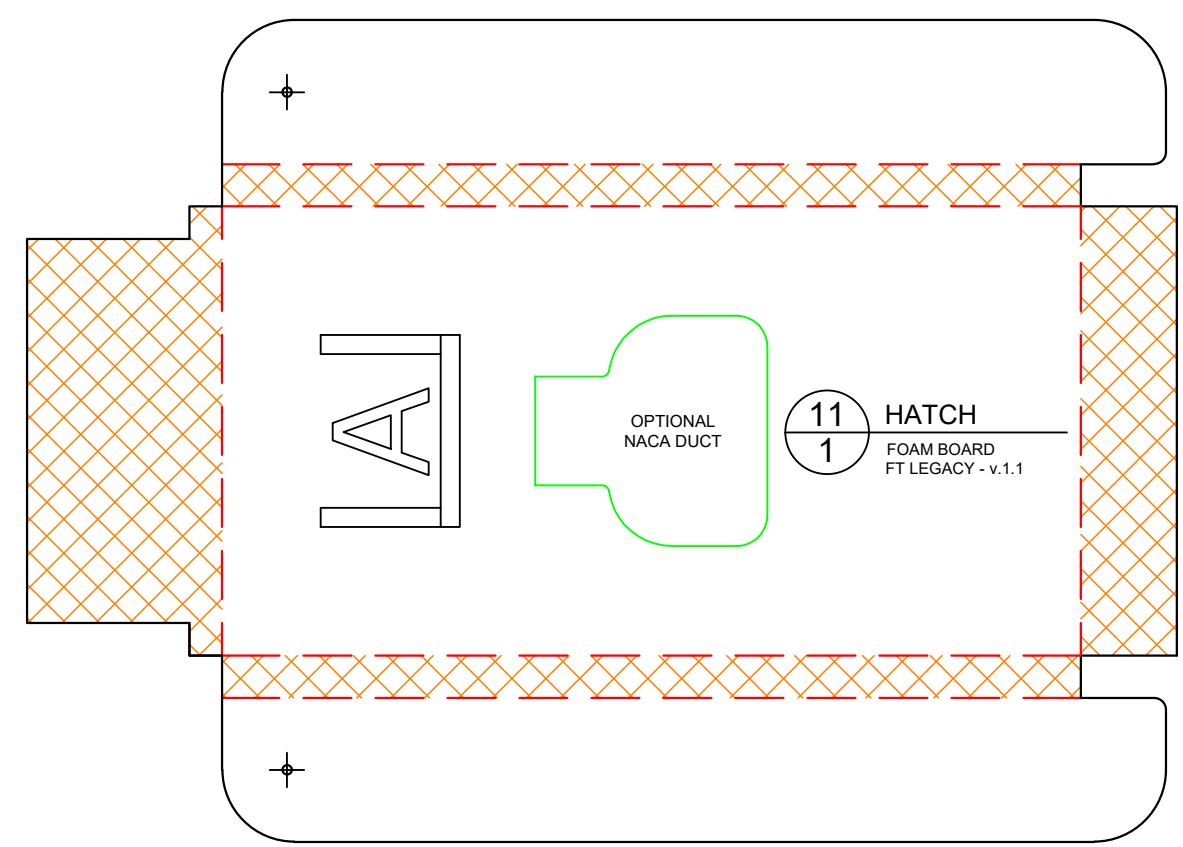 A
OPTIONAL
NACA DUCT
11
1
HATCH
FOAM BOARD
FT LEGACY - v.1.1